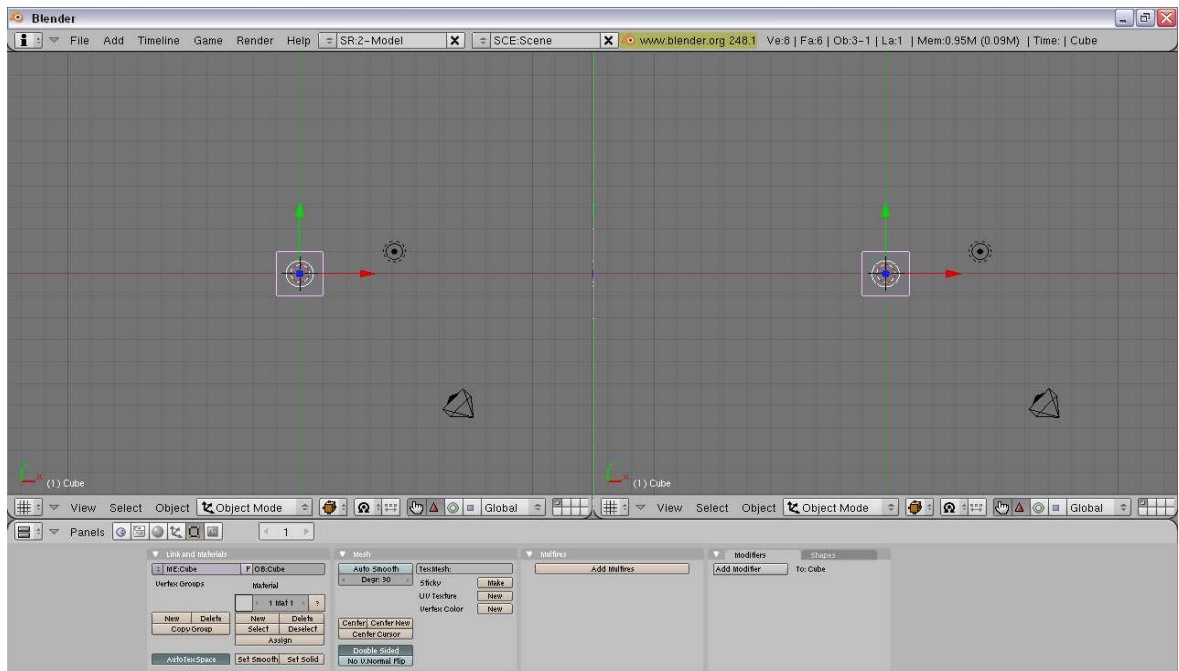 Blender
File Add Timeline Game Render Help SR:2-Model X SCE:Scene X www.blender.org 248.1 Ve:8 | Fa:6 | Ob:3-1 | La:1 | Mem:0.95M (0.09M) | Time: | Cube
x (1) Cube
x (1) Cube
View Select Object Object Mode Global
View Select Object Object Mode Global
Panels 1
Link and Materials
ME:Cube F OB:Cube
Vertex Groups Material
1 Mat 1 ?
New Delete New Delete
Copy Group Select Deselect
Assign
AutoTexSpace Set Smooth Set Solid
Mesh
Auto Smooth TexMesh:
Degr: 30 Sticky Make
UV Texture New
Vertex Color New
Center Center New
Center Cursor
Double Sided
No V.Normal Flip
Multires
Add Multires
Modifiers Shapes
Add Modifier To: Cube